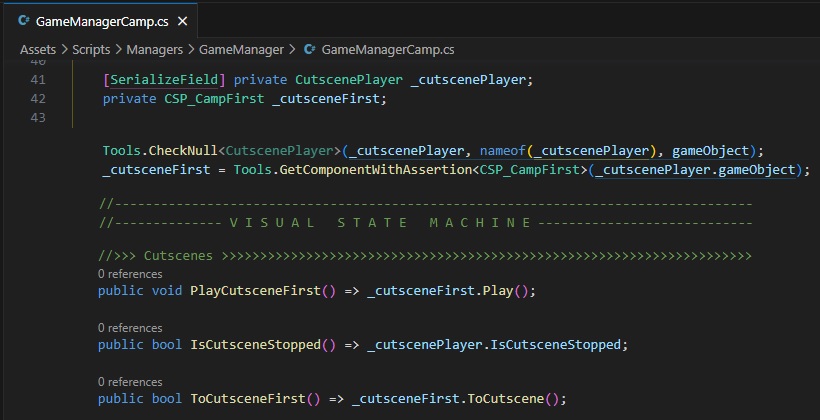 GameManagerCamp.cs
Assets > Scripts > Managers > GameManager > GameManagerCamp.cs
40
41 [SerializeField] private CutscenePlayer _cutscenePlayer;
42 private CSP_CampFirst _cutsceneFirst;
43
Tools.CheckNull<CutscenePlayer>(_cutscenePlayer, nameof(_cutscenePlayer), gameObject);
_cutsceneFirst = Tools.GetComponentWithAssertion<CSP_CampFirst>(_cutscenePlayer.gameObject);
//-----------------------------------------------------------------------------------
//-------------- V I S U A L   S T A T E   M A C H I N E ----------------------------
//>>> Cutscenes >>>>>>>>>>>>>>>>>>>>>>>>>>>>>>>>>>>>>>>>>>>>>>>>>>>>>>>>>>>>>>>>>>>>>
0 references
public void PlayCutsceneFirst() => _cutsceneFirst.Play();
0 references
public bool IsCutsceneStopped() => _cutscenePlayer.IsCutsceneStopped;
0 references
public bool ToCutsceneFirst() => _cutsceneFirst.ToCutscene();